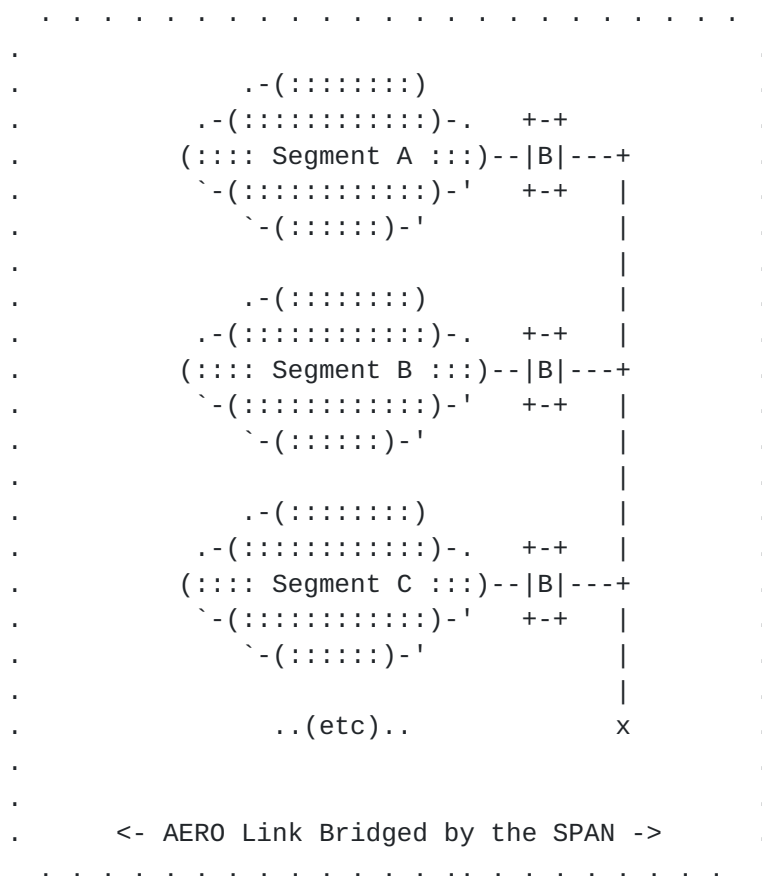 . . . . . . . . . . . . . . . . . . . . . . .
.                                               .
.               .-(::::::::)                    .
.            .-(::::::::::::)-.   +-+           .
.           (:::: Segment A :::)--|B|---+       .
.            `-(::::::::::::)-'   +-+   |       .
.               `-(::::::)-'            |       .
.                                       |       .
.               .-(::::::::)            |       .
.            .-(::::::::::::)-.   +-+   |       .
.           (:::: Segment B :::)--|B|---+       .
.            `-(::::::::::::)-'   +-+   |       .
.               `-(::::::)-'            |       .
.                                       |       .
.               .-(::::::::)            |       .
.            .-(::::::::::::)-.   +-+   |       .
.           (:::: Segment C :::)--|B|---+       .
.            `-(::::::::::::)-'   +-+   |       .
.               `-(::::::)-'            |       .
.                                       |       .
.                 ..(etc)..             x       .
.                                               .
.                                               .
.       <- AERO Link Bridged by the SPAN ->     .
. . . . . . . . . . . . . .. . . . . . . . .